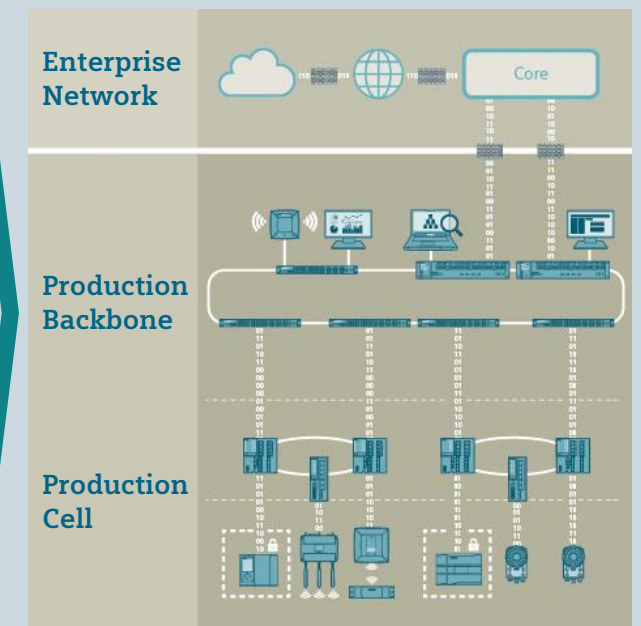 Enterprise
Network
Core
Production
Backbone
Production
Cell